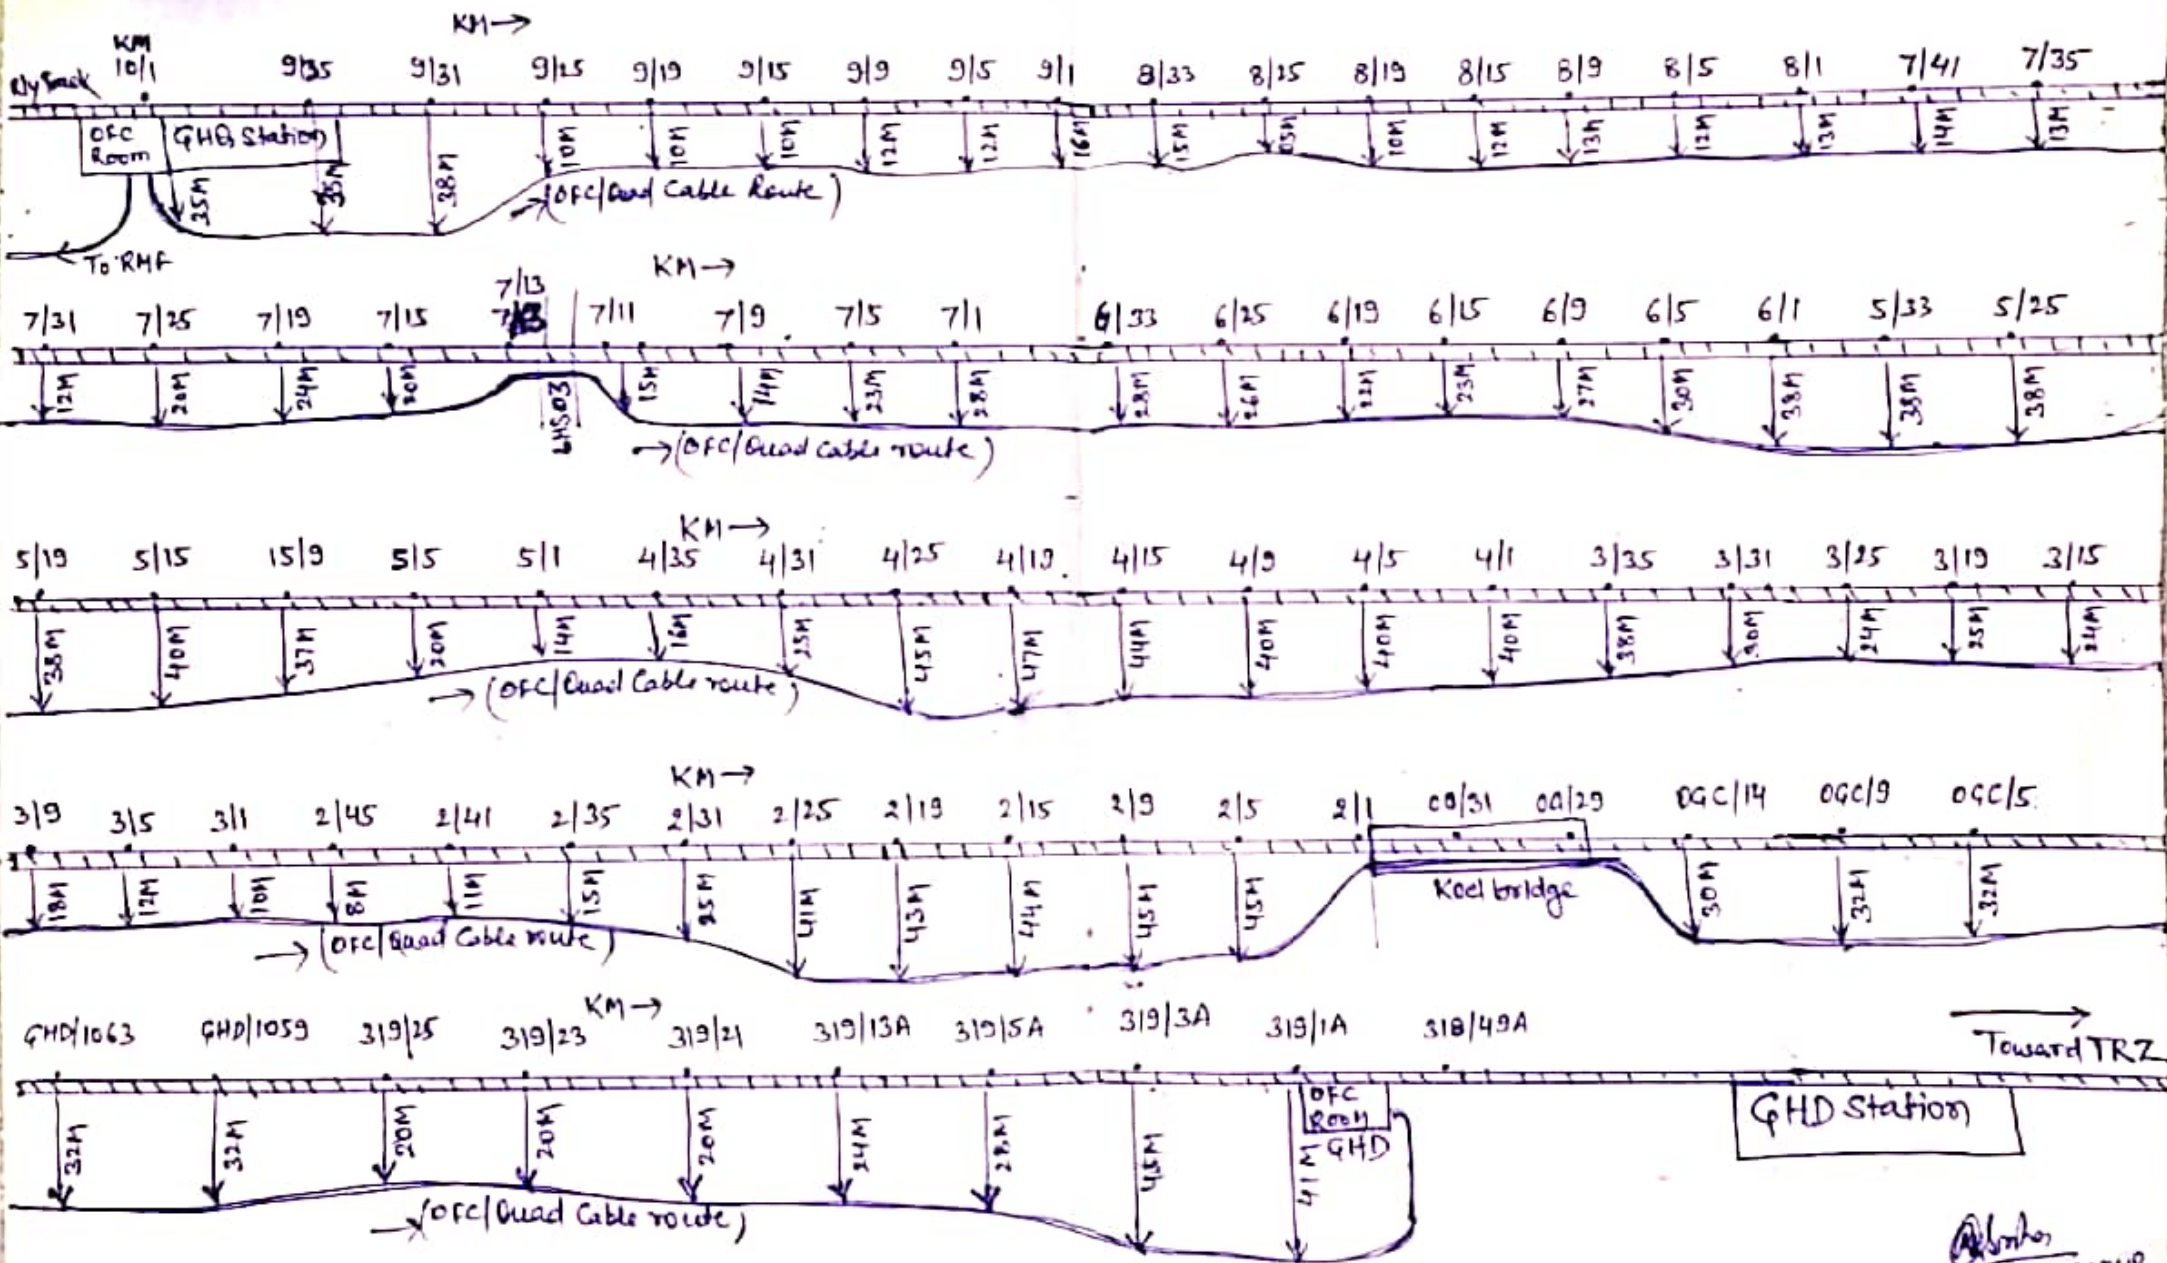 KM→
KM
Rly Track 10/1 9/35 9/31 9/25 9/19 9/15 9/9 9/5 9/1 8/33 8/25 8/19 8/15 8/9 8/5 8/1 7/41 7/35
OFC Room
GHQ Station
35M 35M 38M 10M 10M 10M 12M 12M 16M 15M 05M 10M 12M 13M 12M 13M 14M 13M
(OFC/Quad Cable Route)
To RMF
KM→
7/13
7/31 7/25 7/19 7/15 7/11 7/9 7/5 7/1 6/33 6/25 6/19 6/15 6/9 6/5 6/1 5/33 5/25
12M 20M 24M 20M LHS03 15M 14M 23M 28M 28M 26M 22M 23M 27M 30M 38M 38M 38M
→(OFC/Quad Cable route)
KM→
5/19 5/15 15/9 5/5 5/1 4/35 4/31 4/25 4/19 4/15 4/9 4/5 4/1 3/35 3/31 3/25 3/19 3/15
38M 40M 37M 20M 14M 16M 25M 45M 47M 44M 40M 40M 40M 38M 30M 24M 25M 24M
→(OFC/Quad Cable route)
KM→
3/9 3/5 3/1 2/45 2/41 2/35 2/31 2/25 2/19 2/15 2/9 2/5 2/1 OG/31 OG/29 OGC/14 OGC/9 OGC/5
18M 12M 10M 8M 11M 15M 25M 41M 43M 44M 45M 45M 30M 32M 32M
Koel bridge
→(OFC/Quad Cable route)
KM→
GHD/1063 GHD/1059 319/25 319/23 319/21 319/13A 319/5A 319/3A 319/1A 318/49A
Toward TRZ
32M 32M 20M 20M 20M 24M 28M 45M 41M
OFC
Room
GHD
GHD Station
→(OFC/Quad Cable route)